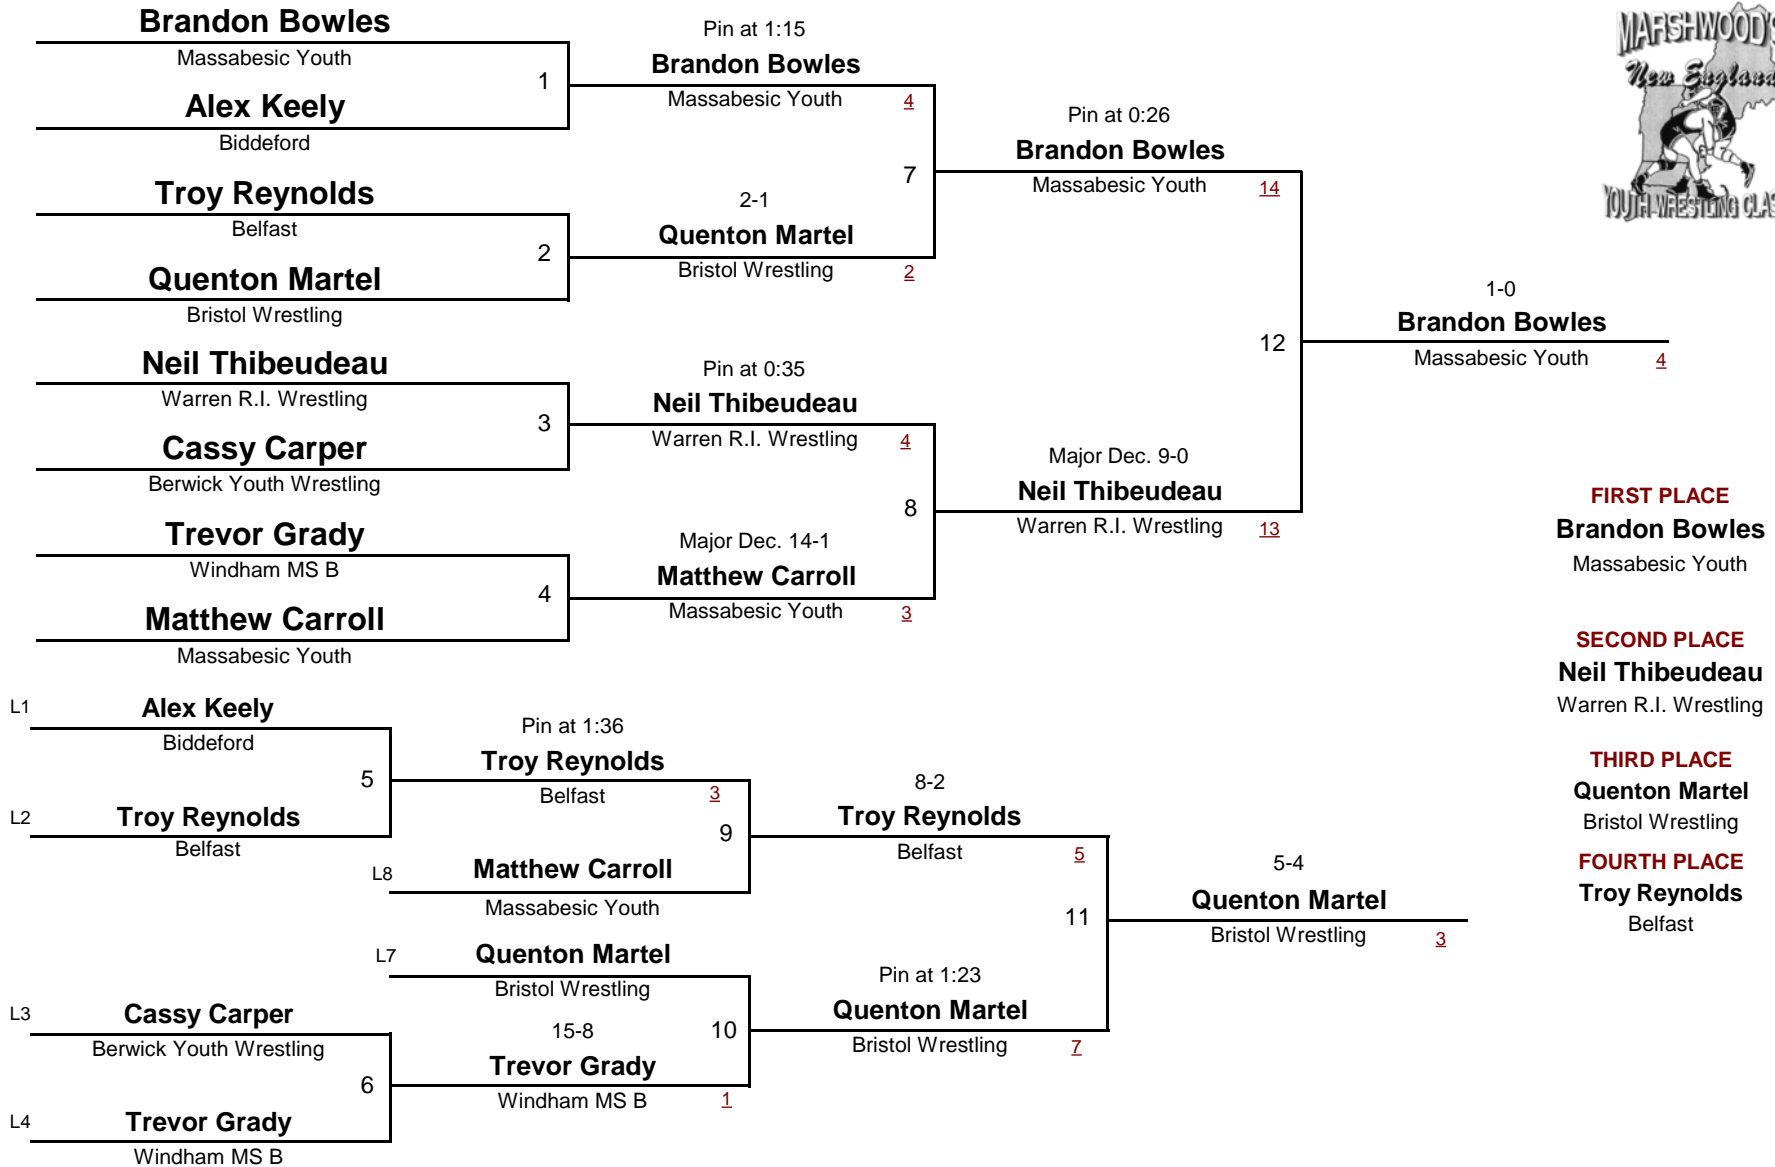 Brandon Bowles
Massabesic Youth
1
Alex Keely
Biddeford
Troy Reynolds
Belfast
2
Quenton Martel
Bristol Wrestling
Neil Thibeudeau
Warren R.I. Wrestling
3
Cassy Carper
Berwick Youth Wrestling
Trevor Grady
Windham MS B
4
Matthew Carroll
Massabesic Youth
Pin at 1:15
Brandon Bowles
Massabesic Youth 4
7
2-1
Quenton Martel
Bristol Wrestling 2
Pin at 0:35
Neil Thibeudeau
Warren R.I. Wrestling 4
8
Major Dec. 14-1
Matthew Carroll
Massabesic Youth 3
Pin at 0:26
Brandon Bowles
Massabesic Youth 14
12
Major Dec. 9-0
Neil Thibeudeau
Warren R.I. Wrestling 13
1-0
Brandon Bowles
Massabesic Youth 4
MARSHWOOD'S
New England
YOUTH WRESTLING CLAS
FIRST PLACE
Brandon Bowles
Massabesic Youth
SECOND PLACE
Neil Thibeudeau
Warren R.I. Wrestling
THIRD PLACE
Quenton Martel
Bristol Wrestling
FOURTH PLACE
Troy Reynolds
Belfast
L1 Alex Keely
Biddeford
5
L2 Troy Reynolds
Belfast
L3 Cassy Carper
Berwick Youth Wrestling
6
L4 Trevor Grady
Windham MS B
Pin at 1:36
Troy Reynolds
Belfast 3
9
L8 Matthew Carroll
Massabesic Youth
L7 Quenton Martel
Bristol Wrestling
10
15-8
Trevor Grady
Windham MS B 1
8-2
Troy Reynolds
Belfast 5
11
Pin at 1:23
Quenton Martel
Bristol Wrestling 7
5-4
Quenton Martel
Bristol Wrestling 3